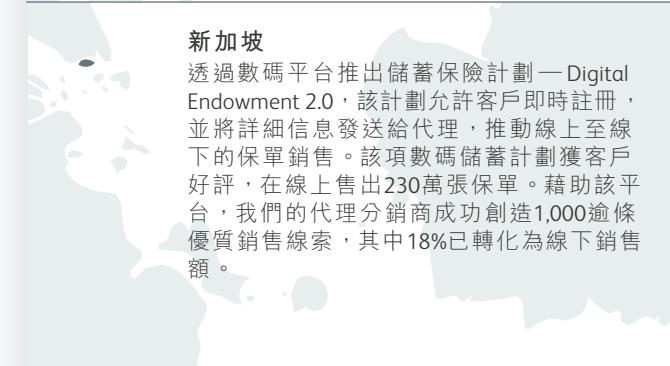 新加坡
透過數碼平台推出儲蓄保險計劃 — Digital
Endowment 2.0，該計劃允許客戶即時註冊，
並將詳細信息發送給代理，推動線上至線
下的保單銷售。該項數碼儲蓄計劃獲客戶
好評，在線上售出230萬張保單。藉助該平
台，我們的代理分銷商成功創造1,000逾條
優質銷售線索，其中18%已轉化為線下銷售
額。